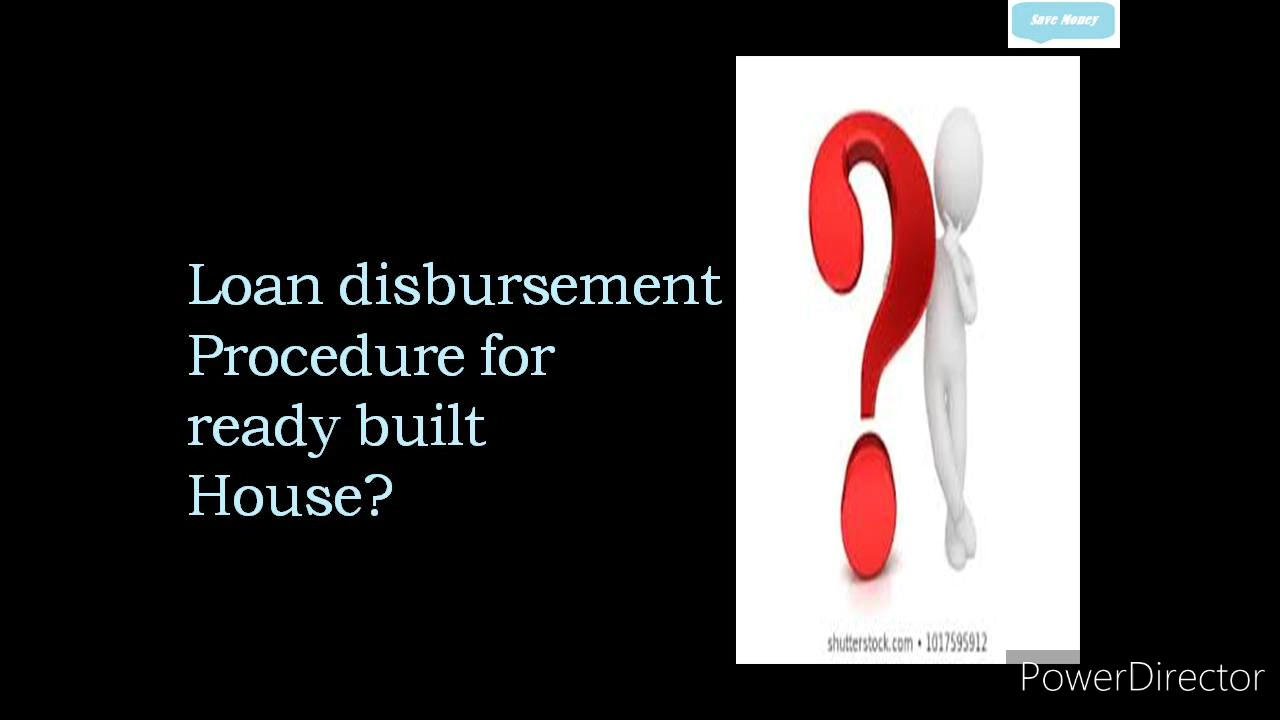 Save Money
Loan disbursement
Procedure for
ready built
House?
shutterstock.com • 1017595912
PowerDirector